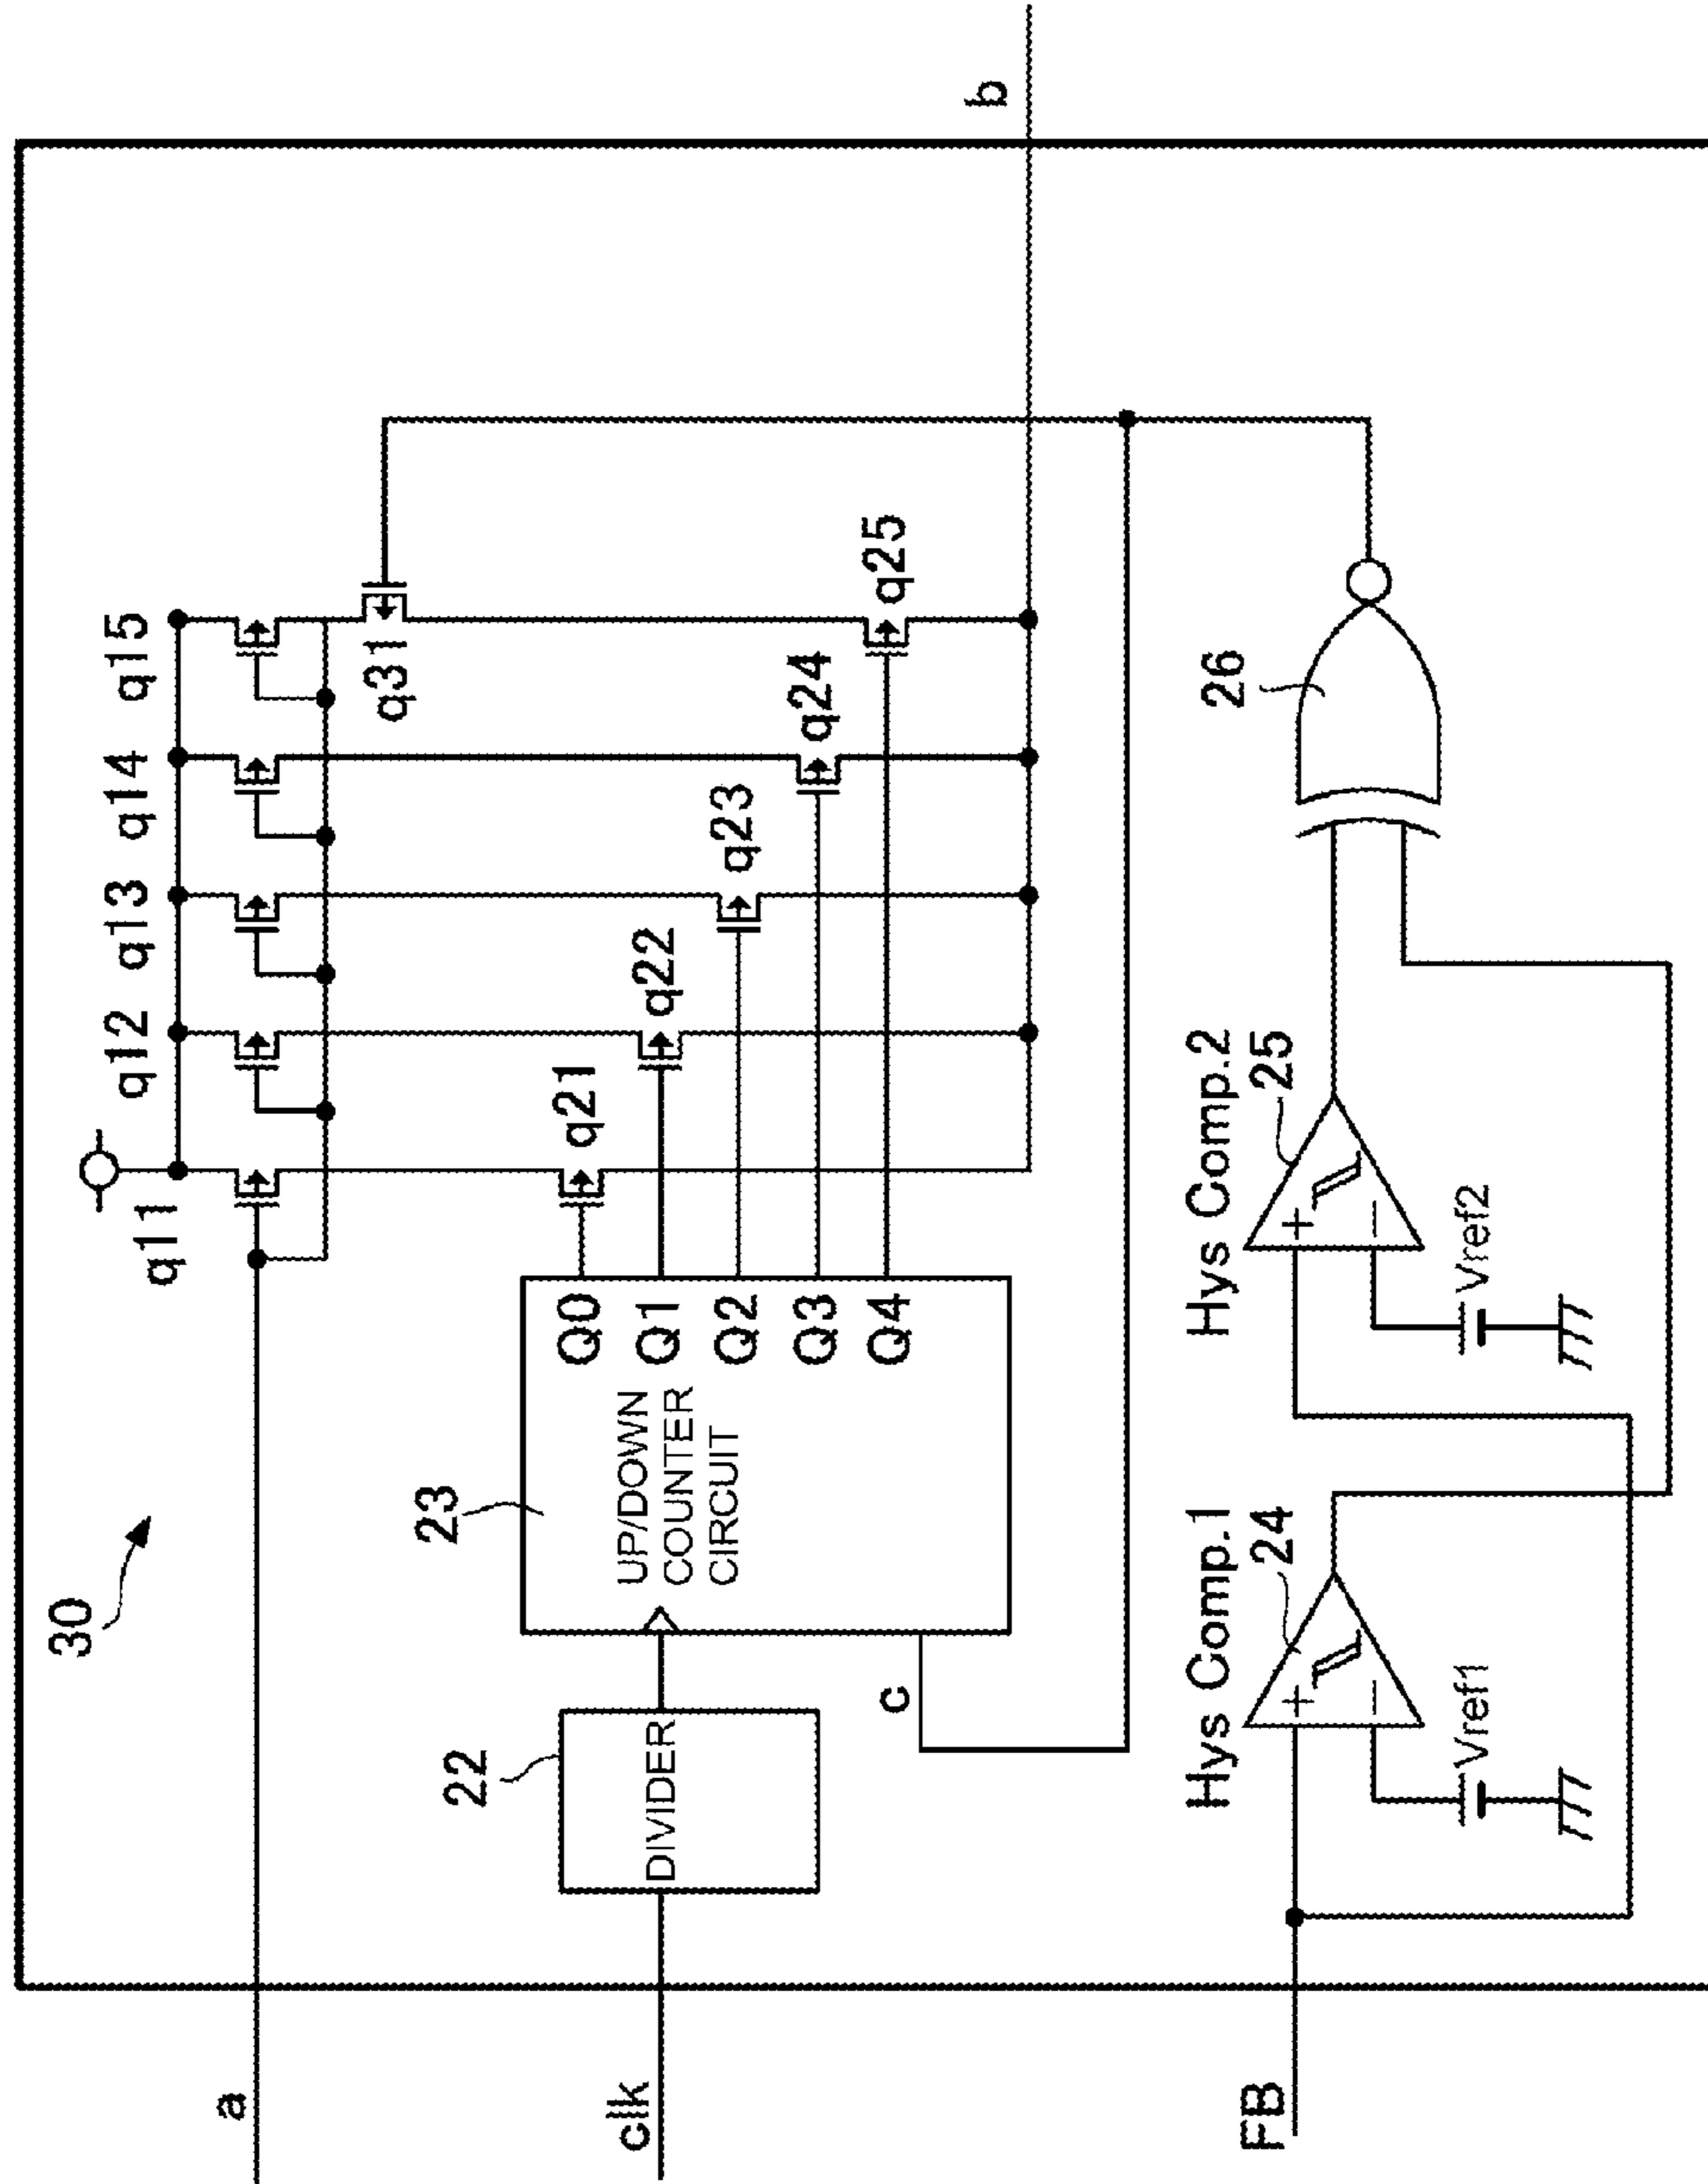 30
a
q11
q12
q13
q14
q15
q31
q21
q22
q23
q24
q25
clk
22
DIVIDER
23
UP/DOWN
COUNTER
CIRCUIT
Q0
Q1
Q2
Q3
Q4
c
b
FB
Hys Comp.1
24
+
−
Vref1
Hys Comp.2
25
+
−
Vref2
26